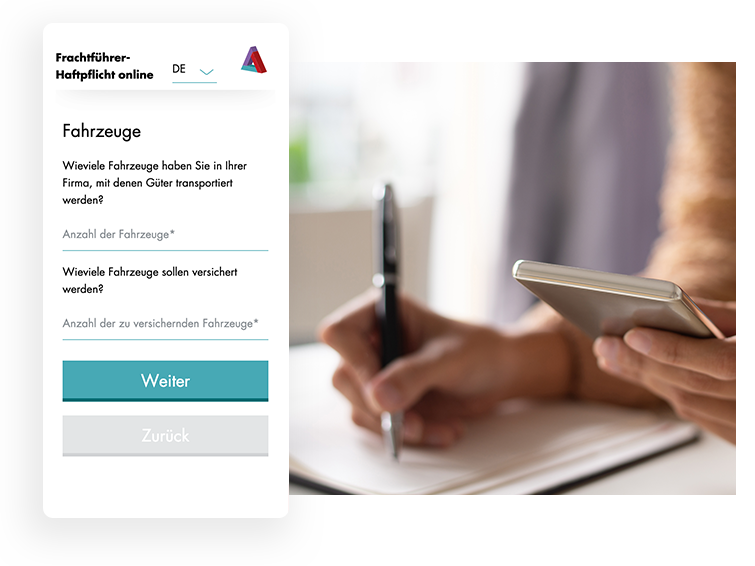 Frachtführer-
Haftpflicht online
DE
Fahrzeuge
Wieviele Fahrzeuge haben Sie in Ihrer
Firma, mit denen Güter transportiert
werden?
Anzahl der Fahrzeuge*
Wieviele Fahrzeuge sollen versichert
werden?
Anzahl der zu versichernden Fahrzeuge*
Weiter
Zurück